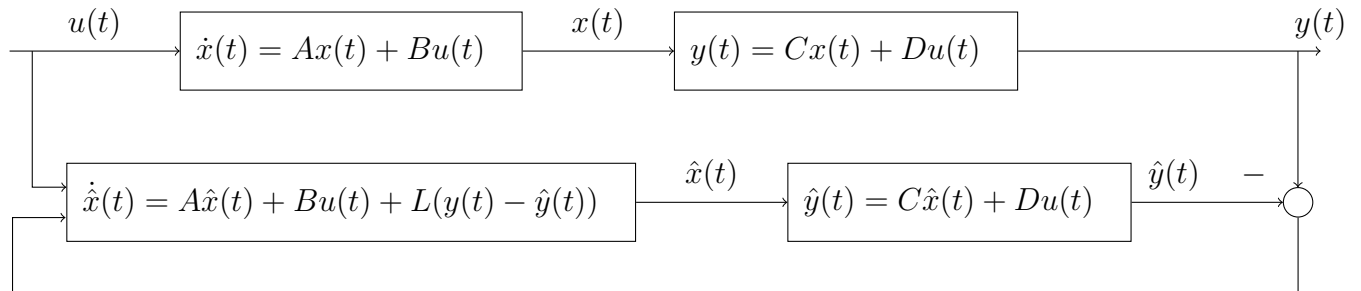 u(t)
ẋ(t) = Ax(t) + Bu(t)
x(t)
y(t) = Cx(t) + Du(t)
y(t)
x̂̇(t) = Ax̂(t) + Bu(t) + L(y(t) − ŷ(t))
x̂(t)
ŷ(t) = Cx̂(t) + Du(t)
ŷ(t)
−